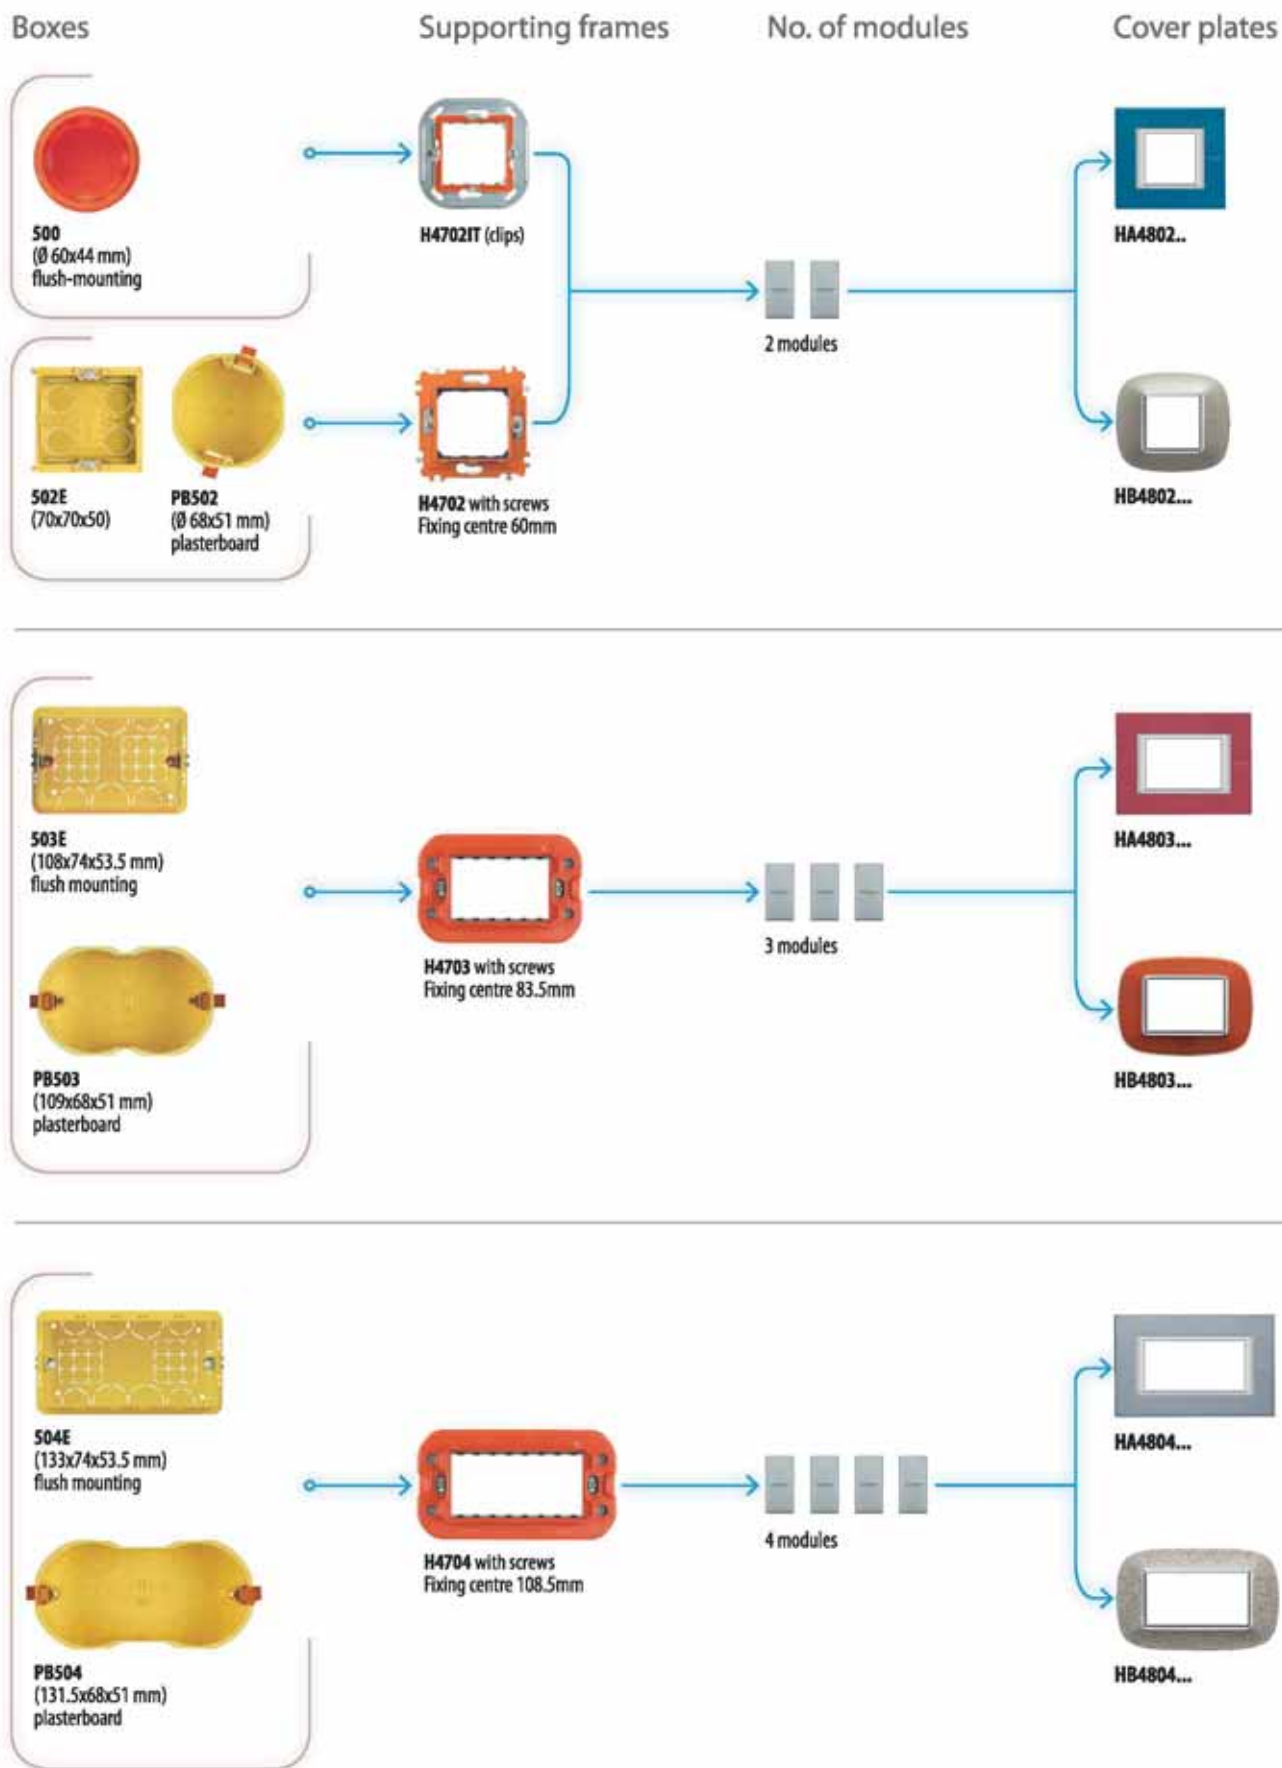 Boxes
Supporting frames
No. of modules
Cover plates
500
(Ø 60x44 mm)
flush-mounting
H4702IT (clips)
2 modules
HA4802..
502E
(70x70x50)
PB502
(Ø 68x51 mm)
plasterboard
H4702 with screws
Fixing centre 60mm
HB4802...
503E
(108x74x53.5 mm)
flush mounting
PB503
(109x68x51 mm)
plasterboard
H4703 with screws
Fixing centre 83.5mm
3 modules
HA4803...
HB4803...
504E
(133x74x53.5 mm)
flush mounting
PB504
(131.5x68x51 mm)
plasterboard
H4704 with screws
Fixing centre 108.5mm
4 modules
HA4804...
HB4804...